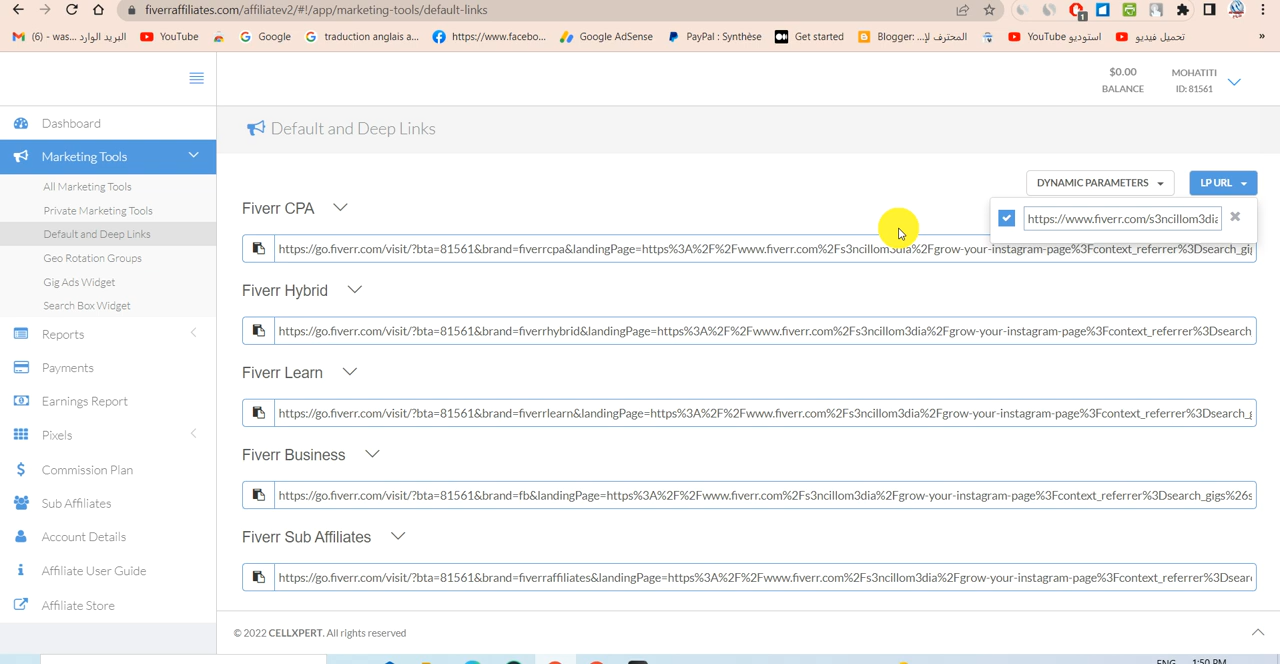 fiverraffiliates.com/affiliatev2/#!/app/marketing-tools/default-links
1
(6) - was... البريد الوارد
YouTube
Google
traduction anglais a...
https://www.facebo...
Google AdSense
PayPal : Synthèse
Get started
Blogger: ...المحترف لإ
استوديو YouTube
تحميل فيديو
»
$0.00
BALANCE
MOHATITI
ID: 81561
Dashboard
Marketing Tools
All Marketing Tools
Private Marketing Tools
Default and Deep Links
Geo Rotation Groups
Gig Ads Widget
Search Box Widget
Reports
Payments
Earnings Report
Pixels
Commission Plan
Sub Affiliates
Account Details
Affiliate User Guide
Affiliate Store
Default and Deep Links
DYNAMIC PARAMETERS
LP URL
https://www.fiverr.com/s3ncillom3dia
Fiverr CPA
https://go.fiverr.com/visit/?bta=81561&brand=fiverrcpa&landingPage=https%3A%2F%2Fwww.fiverr.com%2Fs3ncillom3dia%2Fgrow-your-instagram-page%3Fcontext_referrer%3Dsearch_gi
Fiverr Hybrid
https://go.fiverr.com/visit/?bta=81561&brand=fiverrhybrid&landingPage=https%3A%2F%2Fwww.fiverr.com%2Fs3ncillom3dia%2Fgrow-your-instagram-page%3Fcontext_referrer%3Dsearch
Fiverr Learn
https://go.fiverr.com/visit/?bta=81561&brand=fiverrlearn&landingPage=https%3A%2F%2Fwww.fiverr.com%2Fs3ncillom3dia%2Fgrow-your-instagram-page%3Fcontext_referrer%3Dsearch_g
Fiverr Business
https://go.fiverr.com/visit/?bta=81561&brand=fb&landingPage=https%3A%2F%2Fwww.fiverr.com%2Fs3ncillom3dia%2Fgrow-your-instagram-page%3Fcontext_referrer%3Dsearch_gigs%26s
Fiverr Sub Affiliates
https://go.fiverr.com/visit/?bta=81561&brand=fiverraffiliates&landingPage=https%3A%2F%2Fwww.fiverr.com%2Fs3ncillom3dia%2Fgrow-your-instagram-page%3Fcontext_referrer%3Dsear
© 2022 CELLXPERT. All rights reserved
ENG 1:50 PM